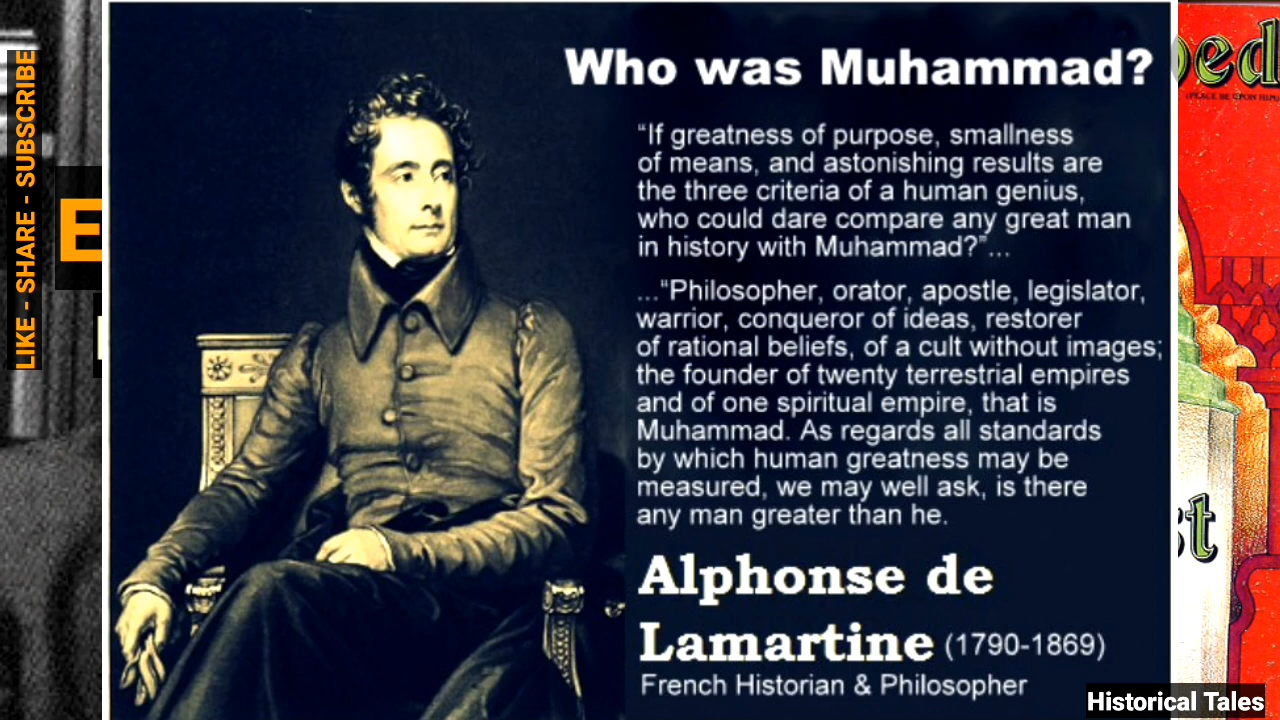 LIKE - SHARE - SUBSCRIBE
E
Who was Muhammad?
“If greatness of purpose, smallness
of means, and astonishing results are
the three criteria of a human genius,
who could dare compare any great man
in history with Muhammad?”...
...“Philosopher, orator, apostle, legislator,
warrior, conqueror of ideas, restorer
of rational beliefs, of a cult without images;
the founder of twenty terrestrial empires
and of one spiritual empire, that is
Muhammad. As regards all standards
by which human greatness may be
measured, we may well ask, is there
any man greater than he.
Alphonse de
Lamartine (1790-1869)
French Historian & Philosopher
(PEACE BE UPON HIM)
Historical Tales